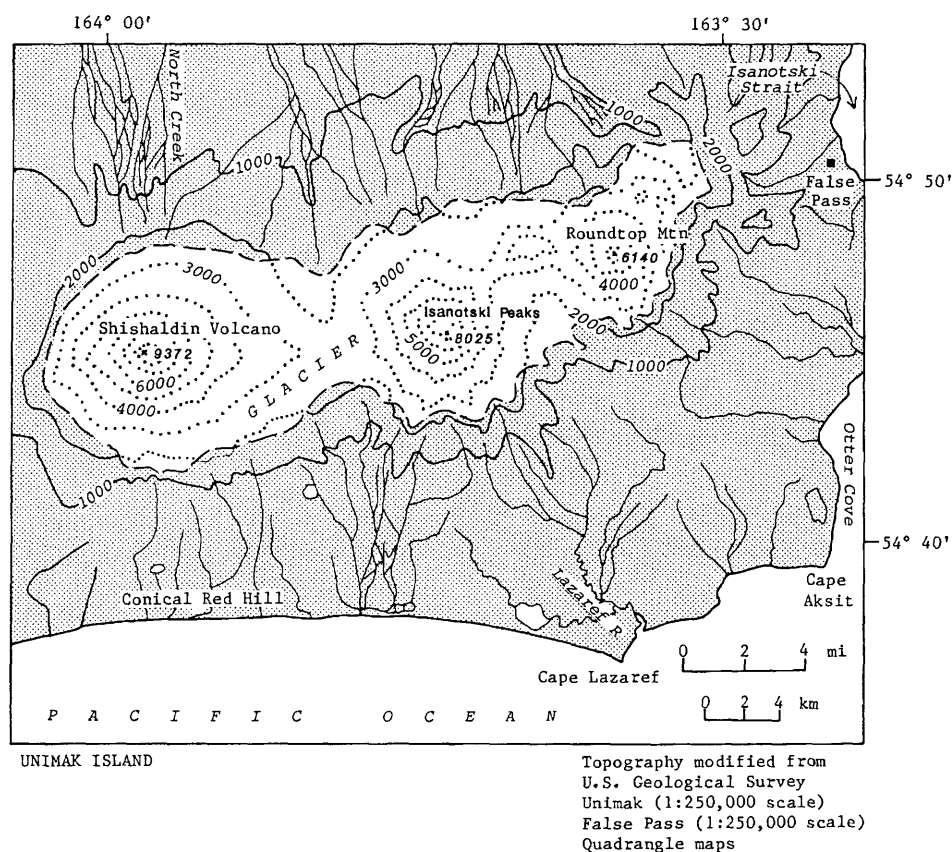 164° 00'
163° 30'
North Creek
Isanotski
Strait
1000
1000
2000
54° 50'
False
Pass
2000
3000
3000
Roundtop Mtn
6140
4000
Shishaldin Volcano
9372
Isanotski Peaks
8025
5000
2000
1000
6000
4000
GLACIER
1000
Otter Cove
54° 40'
Conical Red Hill
Lazaref R
Cape
Aksit
0 2 4 mi
Cape Lazaref
0 2 4 km
PACIFIC OCEAN
UNIMAK ISLAND
Topography modified from
U.S. Geological Survey
Unimak (1:250,000 scale)
False Pass (1:250,000 scale)
Quadrangle maps